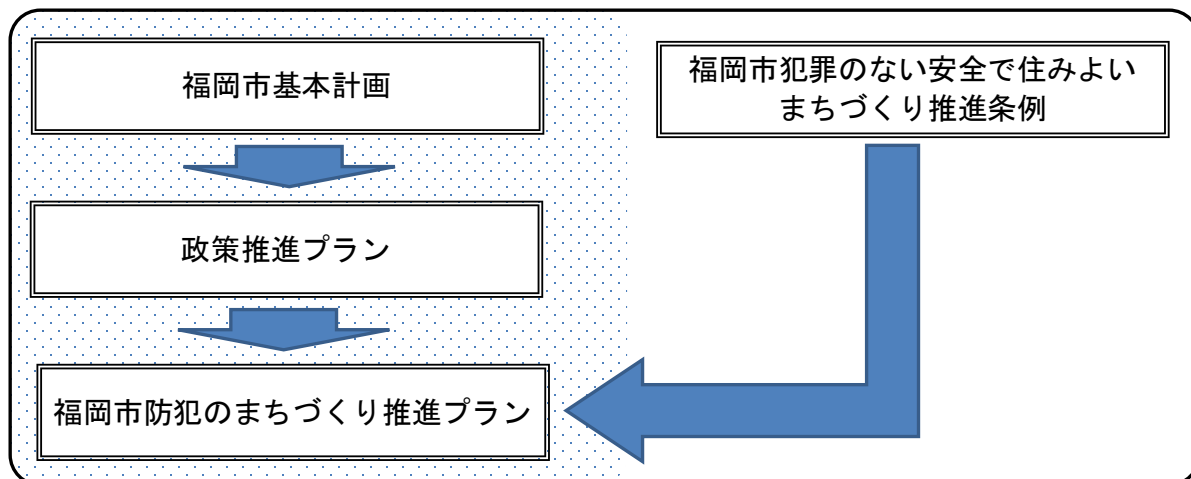 福岡市基本計画
福岡市犯罪のない安全で住みよい
まちづくり推進条例
政策推進プラン
福岡市防犯のまちづくり推進プラン